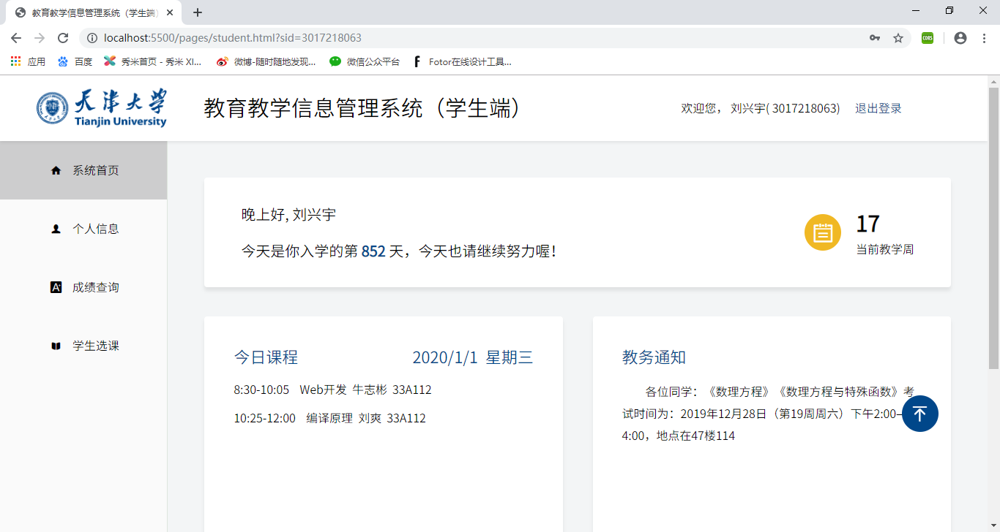 教育教学信息管理系统（学生端）
localhost:5500/pages/student.html?sid=3017218063
CORS
应用 百度 秀米首页 - 秀米 XI... 微博-随时随地发现... 微信公众平台 Fotor在线设计工具...
天津大学
Tianjin University
教育教学信息管理系统（学生端）
欢迎您， 刘兴宇( 3017218063) 退出登录
系统首页
个人信息
成绩查询
学生选课
晚上好, 刘兴宇
今天是你入学的第 852 天，今天也请继续努力喔！
17
当前教学周
今日课程 2020/1/1 星期三
8:30-10:05 Web开发 牛志彬 33A112
10:25-12:00 编译原理 刘爽 33A112
教务通知
各位同学：《数理方程》《数理方程与特殊函数》考
试时间为：2019年12月28日（第19周周六）下午2:00—
4:00，地点在47楼114